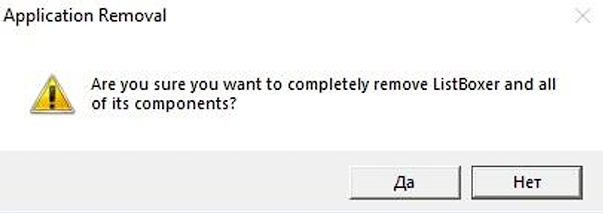 Application Removal
Are you sure you want to completely remove ListBoxer and all
of its components?
Да
Нет